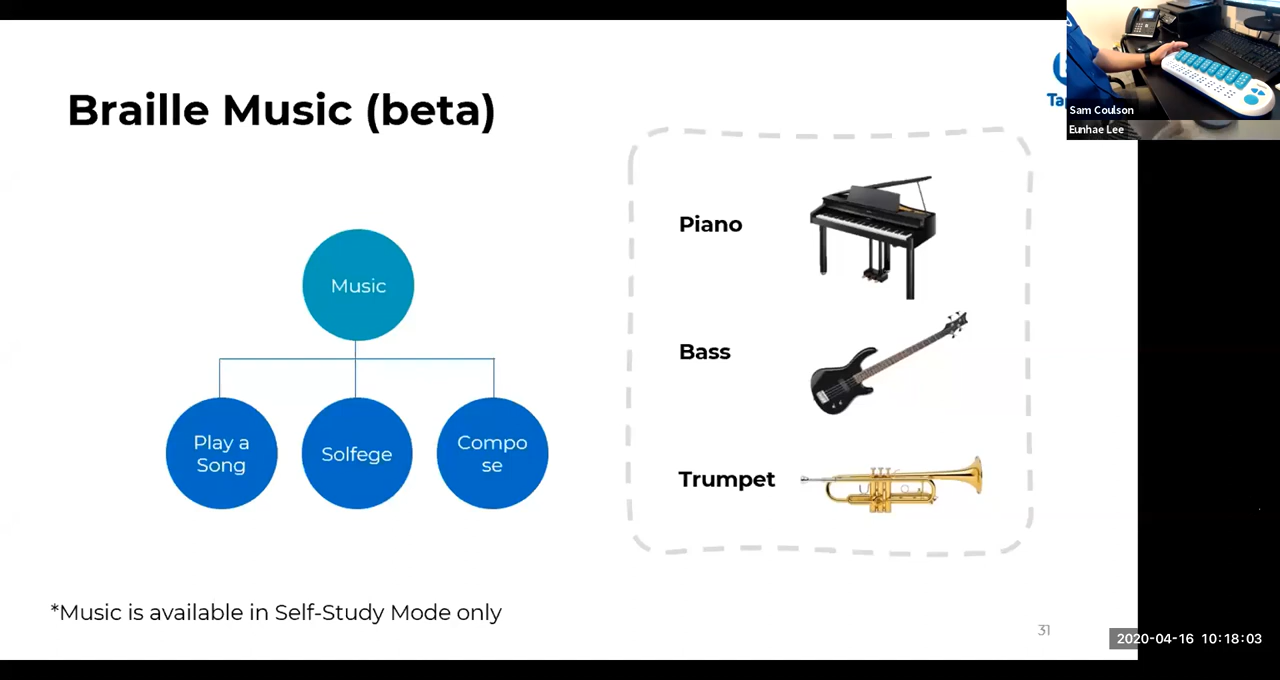 Braille Music (beta)
Sam Coulson
Eunhae Lee
Music
Play a
Song
Solfege
Compo
se
Piano
Bass
Trumpet
*Music is available in Self-Study Mode only
31
2020-04-16 10:18:03